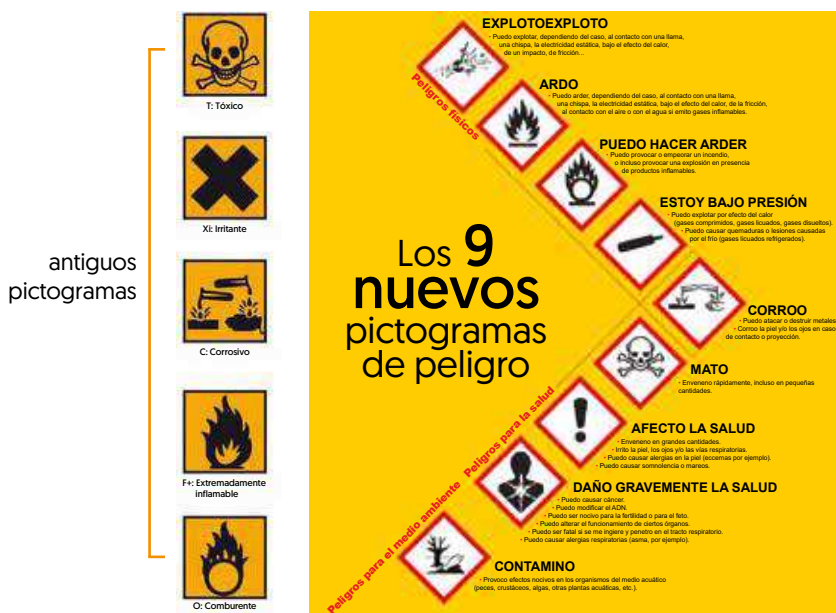 antiguos
pictogramas
T: Tóxico
Xi: Irritante
C: Corrosivo
F+: Extremadamente
inflamable
O: Comburente
Los 9
nuevos
pictogramas
de peligro
Peligros físicos
EXPLOTOEXPLOTO
· Puedo explotar, dependiendo del caso, al contacto con una llama,
una chispa, la electricidad estática, bajo el efecto del calor,
de un impacto, de fricción...
ARDO
· Puedo arder, dependiendo del caso, al contacto con una llama,
una chispa, la electricidad estática, bajo el efecto del calor, de la fricción,
al contacto con el aire o con el agua si emito gases inflamables.
PUEDO HACER ARDER
· Puedo provocar o empeorar un incendio,
o incluso provocar una explosión en presencia
de productos inflamables.
ESTOY BAJO PRESIÓN
· Puedo explotar por efecto del calor
(gases comprimidos, gases licuados, gases disueltos).
· Puedo causar quemaduras o lesiones causadas
por el frío (gases licuados refrigerados).
CORROO
· Puedo atacar o destruir metales
· Corroo la piel y/o los ojos en caso
de contacto o proyección.
Peligros para la salud
MATO
· Enveneno rápidamente, incluso en pequeñas
cantidades.
AFECTO LA SALUD
· Enveneno en grandes cantidades.
· Irrito la piel, los ojos y/o las vías respiratorias.
· Puedo causar alergias en la piel (eccemas por ejemplo).
· Puedo causar somnolencia o mareos.
DAÑO GRAVEMENTE LA SALUD
· Puedo causar cáncer.
· Puedo modificar el ADN.
· Puedo ser nocivo para la fertilidad o para el feto.
· Puedo alterar el funcionamiento de ciertos órganos.
· Puedo ser fatal si se me ingiere y penetro en el tracto respiratorio.
· Puedo causar alergias respiratorias (asma, por ejemplo).
Peligros para el medio ambiente
CONTAMINO
· Provoco efectos nocivos en los organismos del medio acuático
(peces, crustáceos, algas, otras plantas acuáticas, etc.).